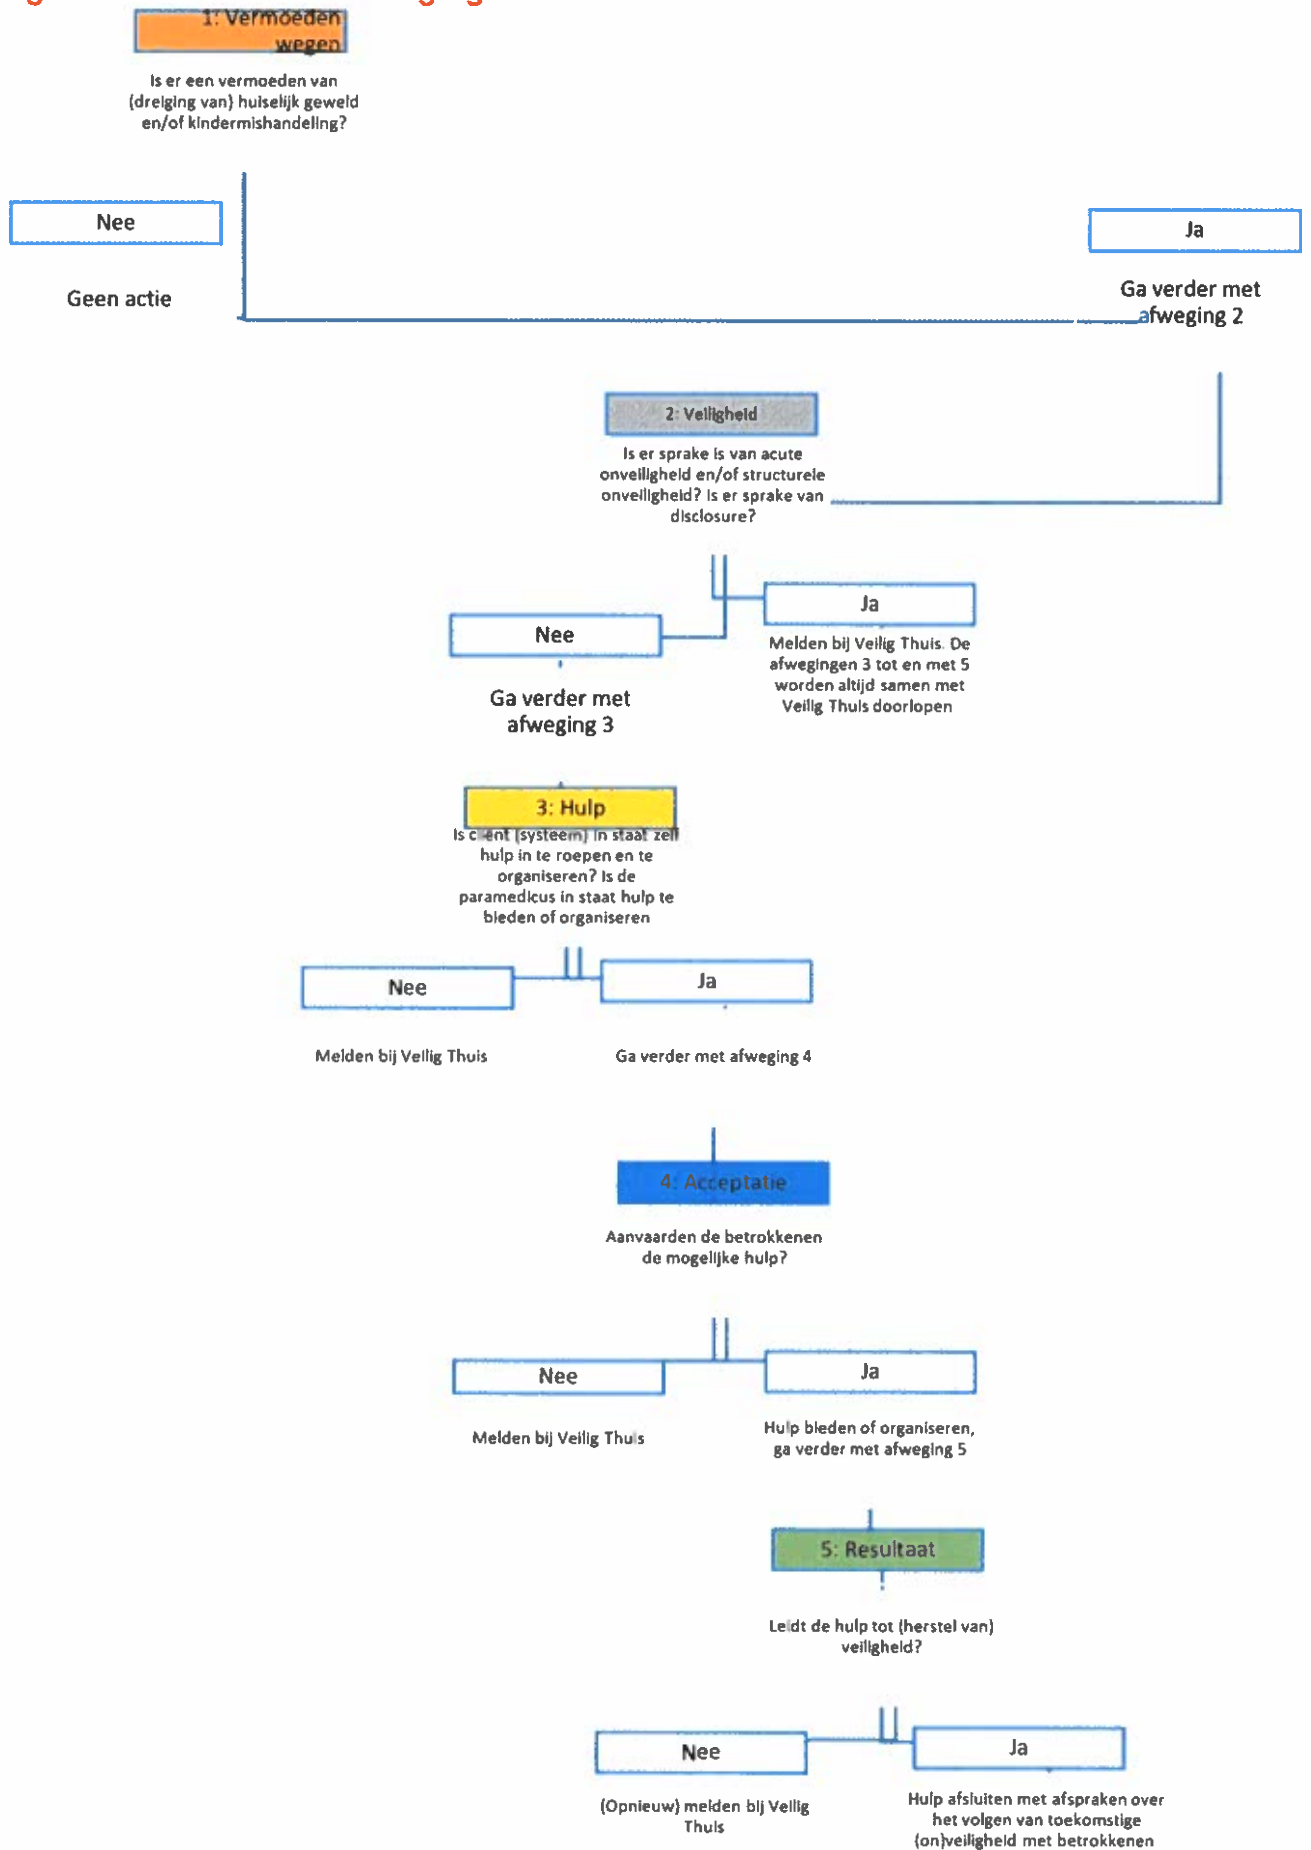 1: Vermoeden
wegen
Is er een vermoeden van
(dreiging van) huiselijk geweld
en/of kindermishandeling?
Nee
Ja
Geen actie
Ga verder met
afweging 2
2: Veiligheid
Is er sprake is van acute
onveiligheid en/of structurele
onveiligheid? Is er sprake van
disclosure?
Nee
Ja
Melden bij Veilig Thuis. De
afwegingen 3 tot en met 5
worden altijd samen met
Veilig Thuis doorlopen
Ga verder met
afweging 3
3: Hulp
Is cliënt (systeem) in staat zelf
hulp in te roepen en te
organiseren? Is de
paramedicus in staat hulp te
bieden of organiseren
Nee
Ja
Melden bij Veilig Thuis
Ga verder met afweging 4
4: Acceptatie
Aanvaarden de betrokkenen
de mogelijke hulp?
Nee
Ja
Melden bij Veilig Thuis
Hulp bieden of organiseren,
ga verder met afweging 5
5: Resultaat
Leidt de hulp tot (herstel van)
veiligheid?
Nee
Ja
(Opnieuw) melden bij Veilig
Thuis
Hulp afsluiten met afspraken over
het volgen van toekomstige
(on)veiligheid met betrokkenen